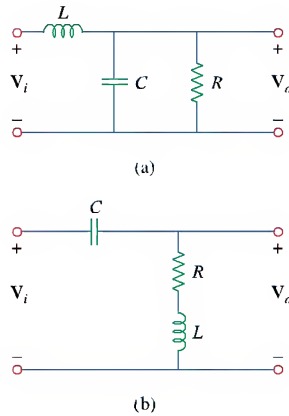 L
+ +
V_i C R V_o
− −
(a)
C
+ +
V_i R V_o
L
− −
(b)